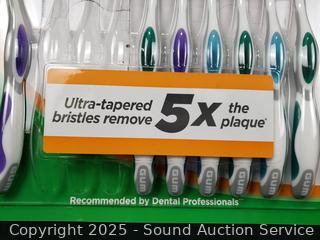 Ultra-tapered
bristles remove
5x
the
plaque*
GUM GUM GUM GUM GUM GUM
Recommended by Dental Professionals
Copyright 2025 - Sound Auction Service